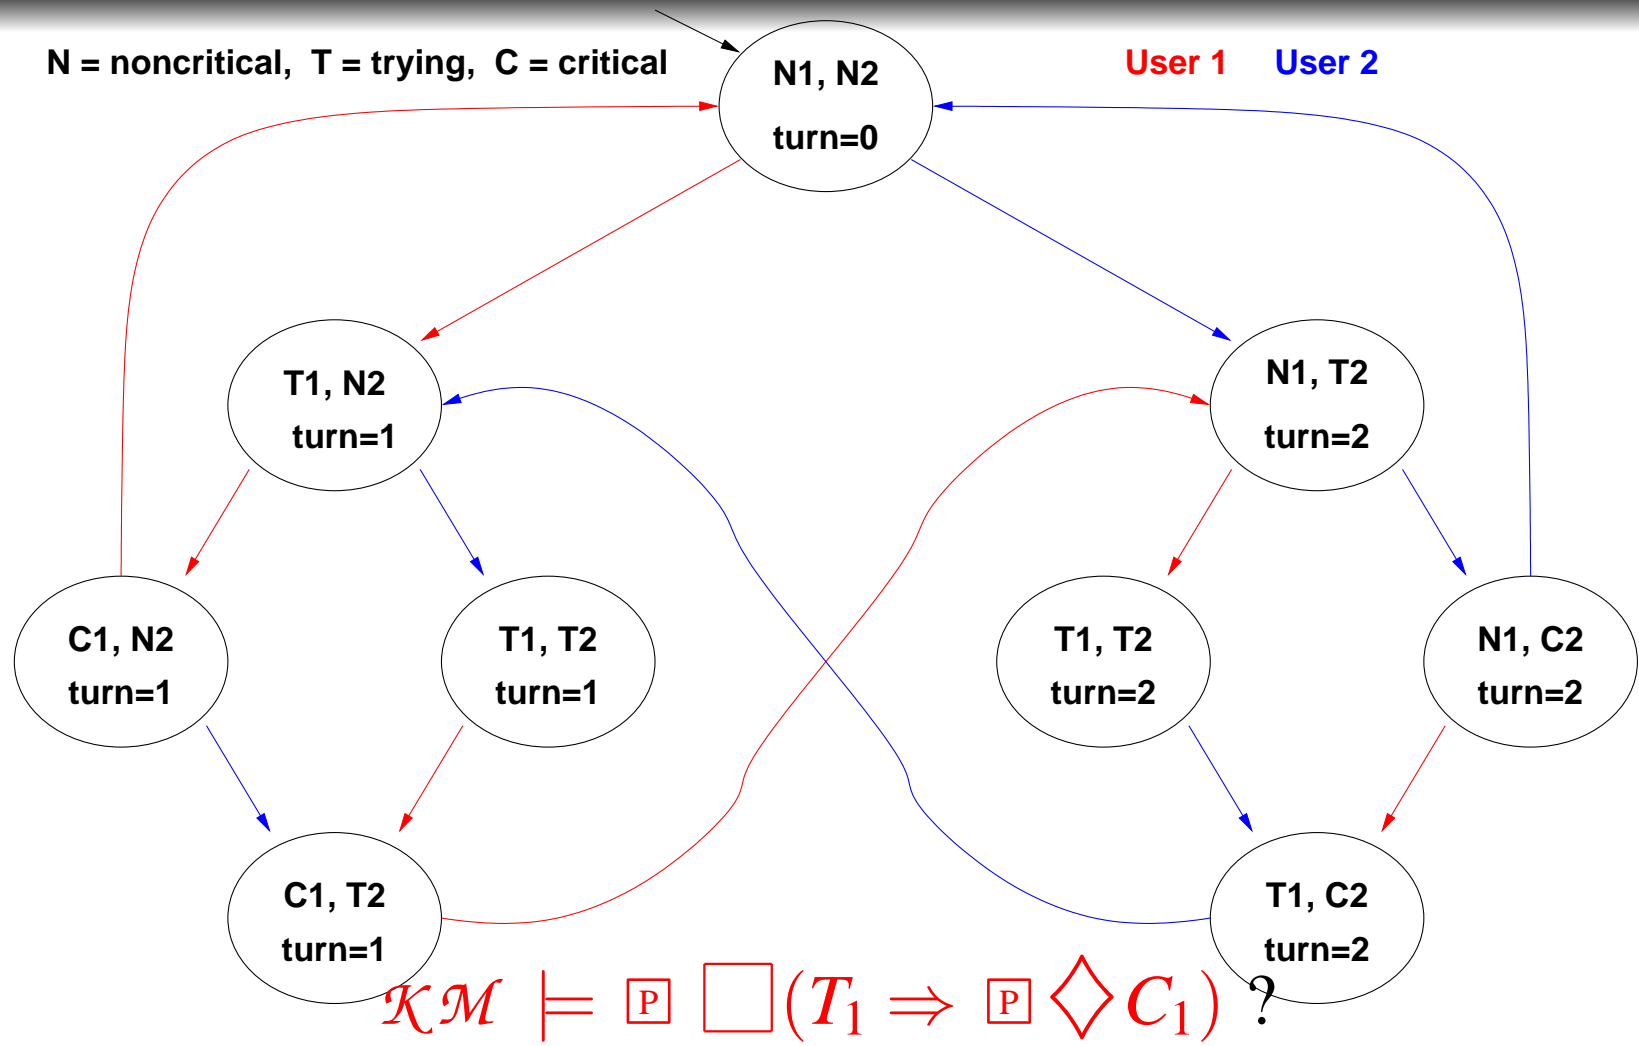 N = noncritical, T = trying, C = critical
User 1 User 2
N1, N2
turn=0
T1, N2
turn=1
N1, T2
turn=2
C1, N2
turn=1
T1, T2
turn=1
T1, T2
turn=2
N1, C2
turn=2
C1, T2
turn=1
T1, C2
turn=2
𝒦ℳ ⊨ 🄿 □(T₁ ⇒ 🄿 ◇C₁) ?